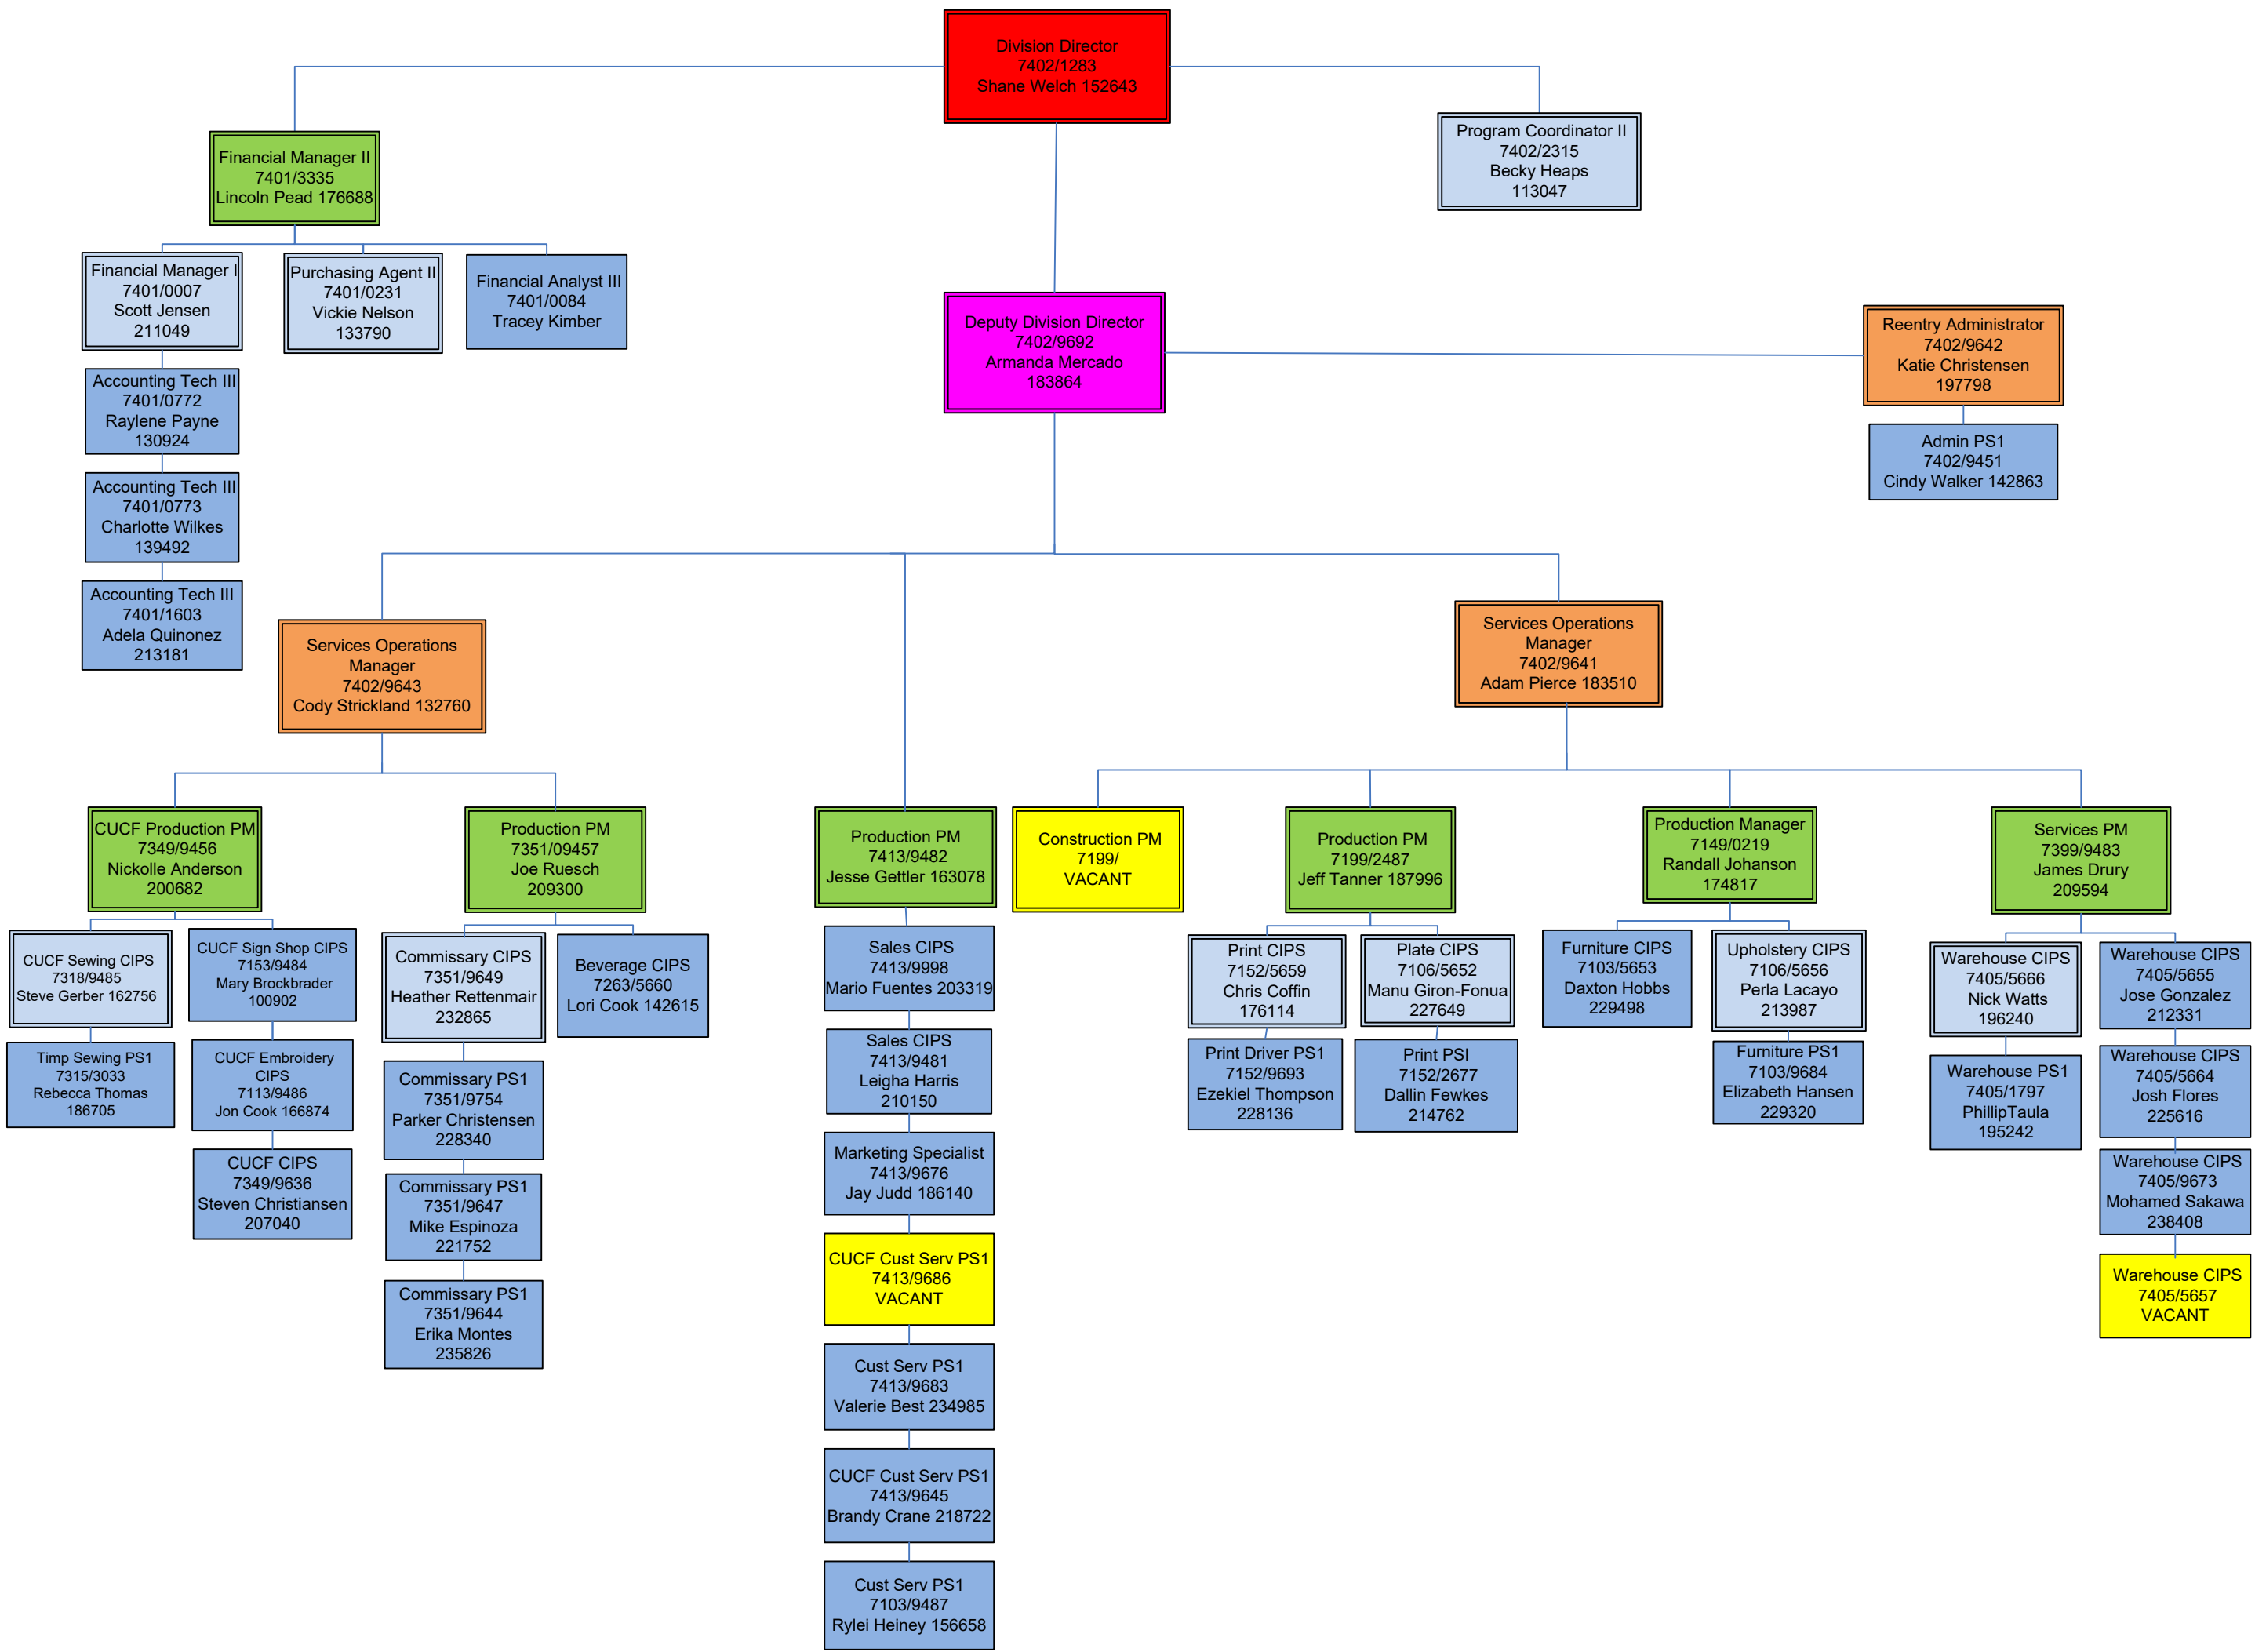 Division Director
7402/1283
Shane Welch 152643
Program Coordinator II
7402/2315
Becky Heaps
113047
Financial Manager II
7401/3335
Lincoln Pead 176688
Financial Manager I
7401/0007
Scott Jensen
211049
Purchasing Agent II
7401/0231
Vickie Nelson
133790
Financial Analyst III
7401/0084
Tracey Kimber
Accounting Tech III
7401/0772
Raylene Payne
130924
Accounting Tech III
7401/0773
Charlotte Wilkes
139492
Accounting Tech III
7401/1603
Adela Quinonez
213181
Deputy Division Director
7402/9692
Armanda Mercado
183864
Reentry Administrator
7402/9642
Katie Christensen
197798
Admin PS1
7402/9451
Cindy Walker 142863
Services Operations
Manager
7402/9643
Cody Strickland 132760
Services Operations
Manager
7402/9641
Adam Pierce 183510
CUCF Production PM
7349/9456
Nickolle Anderson
200682
Production PM
7351/09457
Joe Ruesch
209300
Production PM
7413/9482
Jesse Gettler 163078
Construction PM
7199/
VACANT
Production PM
7199/2487
Jeff Tanner 187996
Production Manager
7149/0219
Randall Johanson
174817
Services PM
7399/9483
James Drury
209594
CUCF Sewing CIPS
7318/9485
Steve Gerber 162756
Timp Sewing PS1
7315/3033
Rebecca Thomas
186705
CUCF Sign Shop CIPS
7153/9484
Mary Brockbrader
100902
CUCF Embroidery
CIPS
7113/9486
Jon Cook 166874
CUCF CIPS
7349/9636
Steven Christiansen
207040
Commissary CIPS
7351/9649
Heather Rettenmair
232865
Commissary PS1
7351/9754
Parker Christensen
228340
Commissary PS1
7351/9647
Mike Espinoza
221752
Commissary PS1
7351/9644
Erika Montes
235826
Beverage CIPS
7263/5660
Lori Cook 142615
Sales CIPS
7413/9998
Mario Fuentes 203319
Sales CIPS
7413/9481
Leigha Harris
210150
Marketing Specialist
7413/9676
Jay Judd 186140
CUCF Cust Serv PS1
7413/9686
VACANT
Cust Serv PS1
7413/9683
Valerie Best 234985
CUCF Cust Serv PS1
7413/9645
Brandy Crane 218722
Cust Serv PS1
7103/9487
Rylei Heiney 156658
Print CIPS
7152/5659
Chris Coffin
176114
Print Driver PS1
7152/9693
Ezekiel Thompson
228136
Plate CIPS
7106/5652
Manu Giron-Fonua
227649
Print PSI
7152/2677
Dallin Fewkes
214762
Furniture CIPS
7103/5653
Daxton Hobbs
229498
Upholstery CIPS
7106/5656
Perla Lacayo
213987
Furniture PS1
7103/9684
Elizabeth Hansen
229320
Warehouse CIPS
7405/5666
Nick Watts
196240
Warehouse PS1
7405/1797
PhillipTaula
195242
Warehouse CIPS
7405/5655
Jose Gonzalez
212331
Warehouse CIPS
7405/5664
Josh Flores
225616
Warehouse CIPS
7405/9673
Mohamed Sakawa
238408
Warehouse CIPS
7405/5657
VACANT